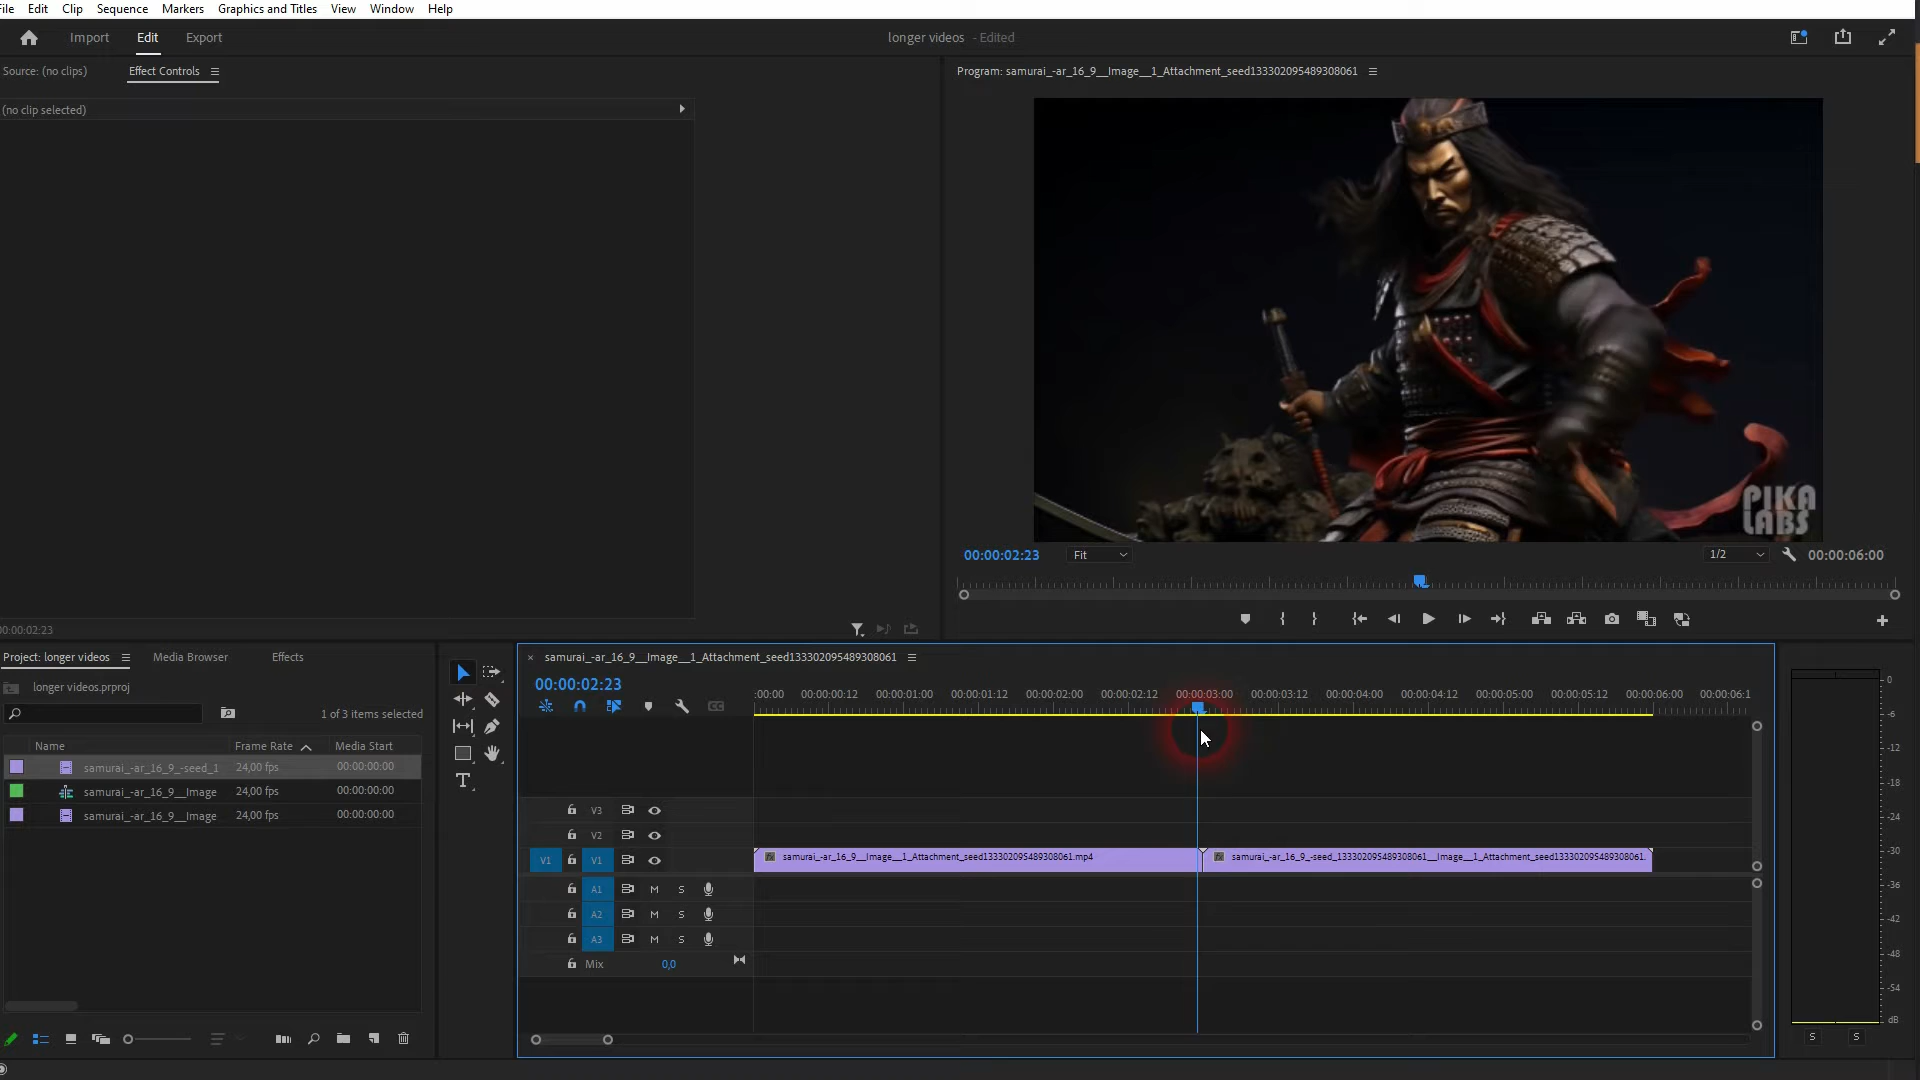 File Edit Clip Sequence Markers Graphics and Titles View Window Help
Import Edit Export
longer videos - Edited
Source: (no clips) Effect Controls
Program: samurai_-ar_16_9__Image__1_Attachment_seed133302095489308061
(no clip selected)
PIKA
LABS
00:00:02:23 Fit 1/2 00:00:06:00
00:00:02:23
Project: longer videos Media Browser Effects
longer videos.prproj
1 of 3 items selected
Name Frame Rate Media Start
samurai_-ar_16_9_-seed_1 24,00 fps 00:00:00:00
samurai_-ar_16_9__Image 24,00 fps 00:00:00:00
samurai_-ar_16_9__Image 24,00 fps 00:00:00:00
T
× samurai_-ar_16_9__Image__1_Attachment_seed133302095489308061
00:00:02:23
:00:00 00:00:00:12 00:00:01:00 00:00:01:12 00:00:02:00 00:00:02:12 00:00:03:00 00:00:03:12 00:00:04:00 00:00:04:12 00:00:05:00 00:00:05:12 00:00:06:00 00:00:06:1
CC
V3
V2
V1 V1 fx samurai_-ar_16_9__Image__1_Attachment_seed133302095489308061.mp4 fx samurai_-ar_16_9_-seed_133302095489308061__Image__1_Attachment_seed133302095489308061.
A1 M S
A2 M S
A3 M S
Mix 0,0
0
-6
-12
-18
-24
-30
-36
-42
-48
-54
dB
S S